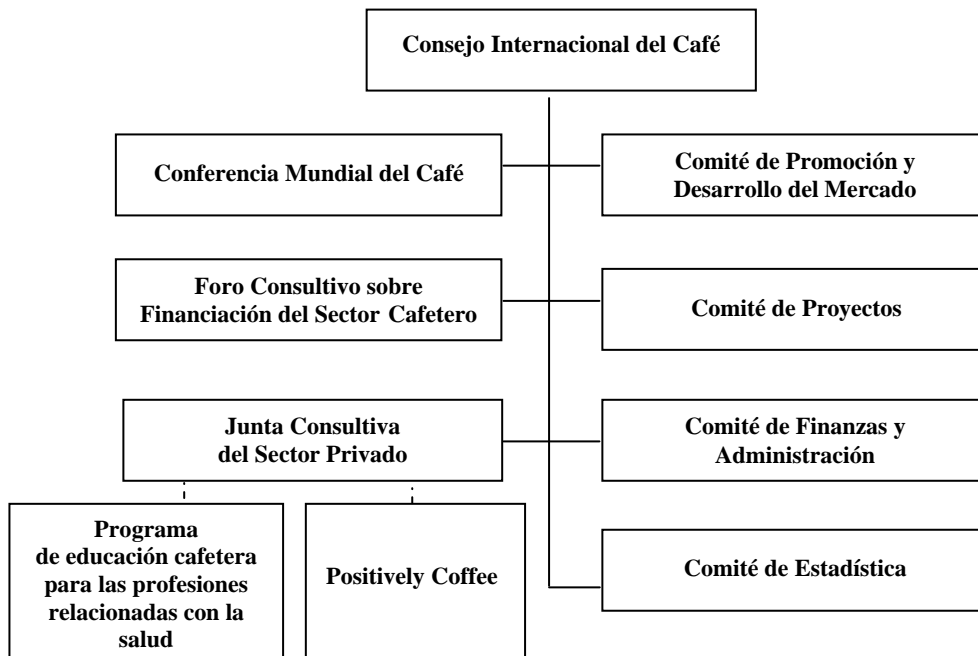 Consejo Internacional del Café
Conferencia Mundial del Café
Comité de Promoción y
Desarrollo del Mercado
Foro Consultivo sobre
Financiación del Sector Cafetero
Comité de Proyectos
Junta Consultiva
del Sector Privado
Comité de Finanzas y
Administración
Programa
de educación cafetera
para las profesiones
relacionadas con la
salud
Positively Coffee
Comité de Estadística